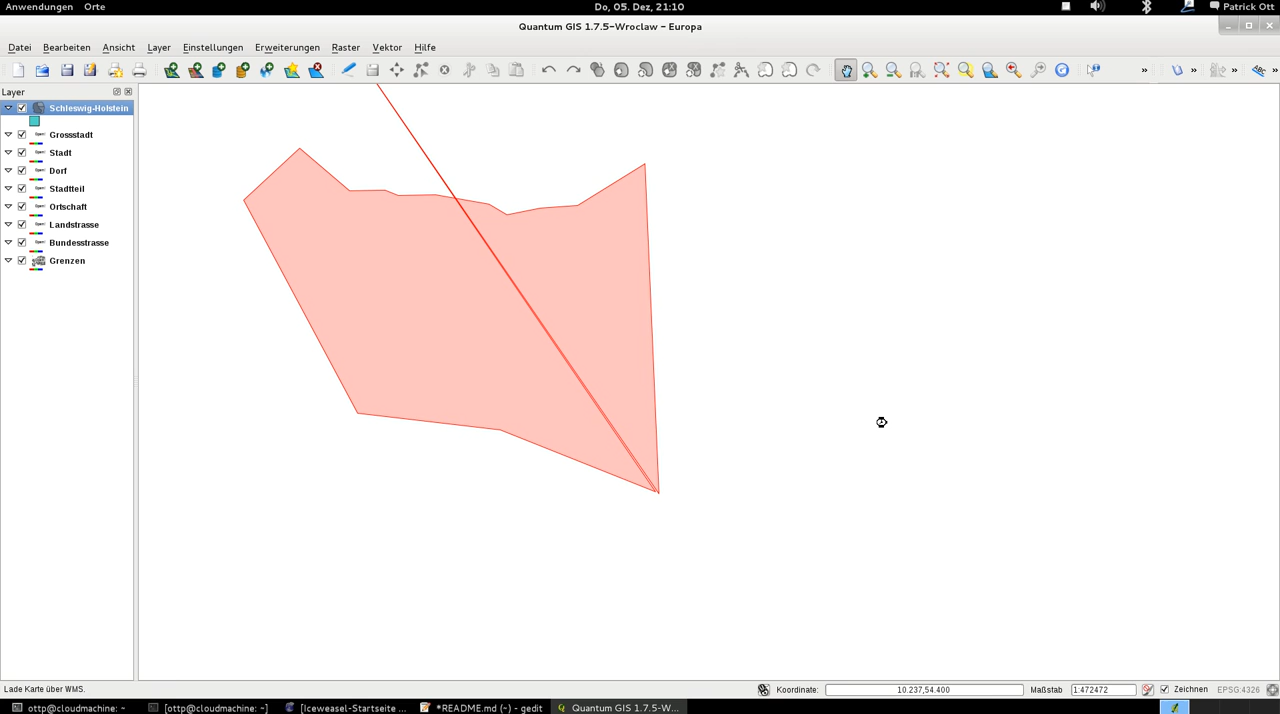 Anwendungen Orte Do, 05. Dez, 21:10 Patrick Ott
Quantum GIS 1.7.5-Wroclaw - Europa
Datei Bearbeiten Ansicht Layer Einstellungen Erweiterungen Raster Vektor Hilfe
» » »
Layer
Schleswig-Holstein
Grossstadt
Stadt
Dorf
Stadtteil
Ortschaft
Landstrasse
Bundesstrasse
Grenzen
Lade Karte über WMS. Koordinate: 10.237,54.400 Maßstab 1:472472 Zeichnen EPSG:4326
ottp@cloudmachine: ~ [ottp@cloudmachine: ~] [Iceweasel-Startseite ... *README.md (~) - gedit Quantum GIS 1.7.5-W...